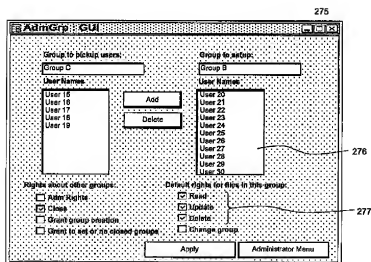 275
AdmGrp : GUI
Group to pickup users:
Group to setup:
Group C
Group B
User Names
User Names
User 15
User 16
User 17
User 18
User 19
Add
Delete
User 20
User 21
User 22
User 23
User 24
User 25
User 26
User 27
User 28
User 29
User 30
276
Rights about other groups:
Default rights for files in this group:
Adm Rights
Close
Grant group creation
Grant to set or no closed groups
Read
Update
Delete
Change group
277
Apply
Administrator Menu